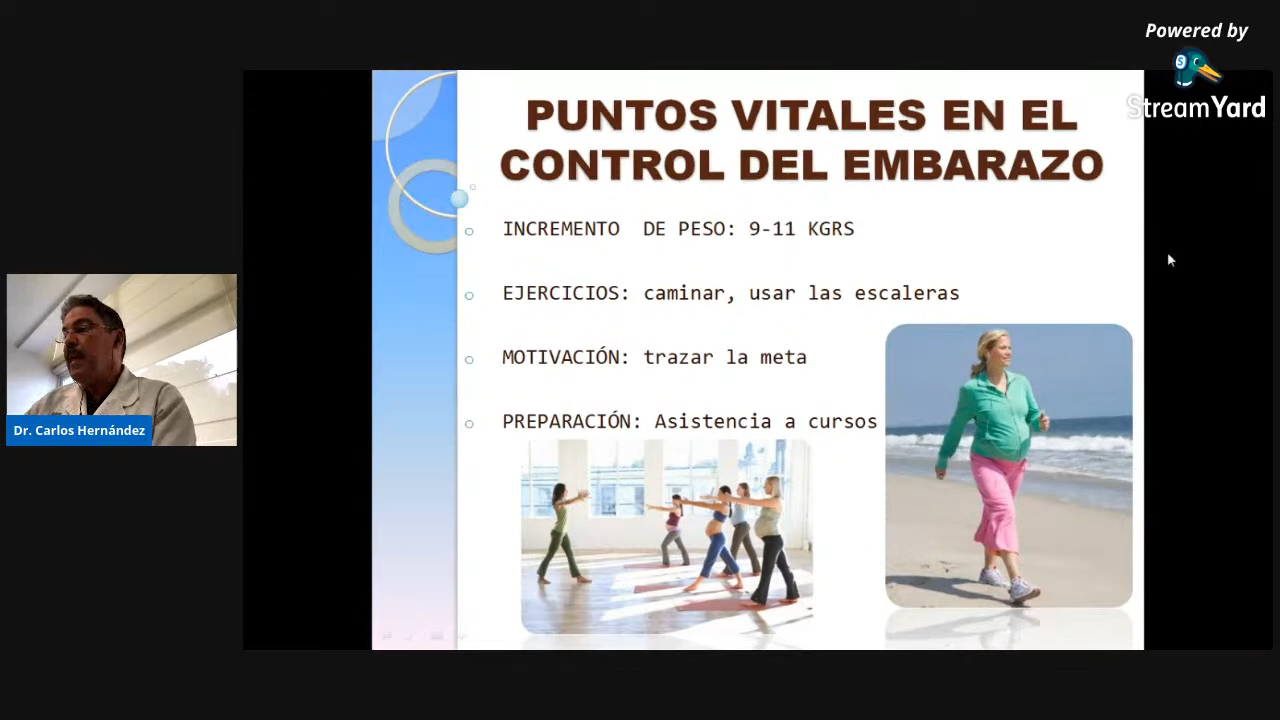 Powered by
StreamYard
PUNTOS VITALES EN EL
CONTROL DEL EMBARAZO
INCREMENTO DE PESO: 9-11 KGRS
EJERCICIOS: caminar, usar las escaleras
MOTIVACIÓN: trazar la meta
PREPARACIÓN: Asistencia a cursos
Dr. Carlos Hernández